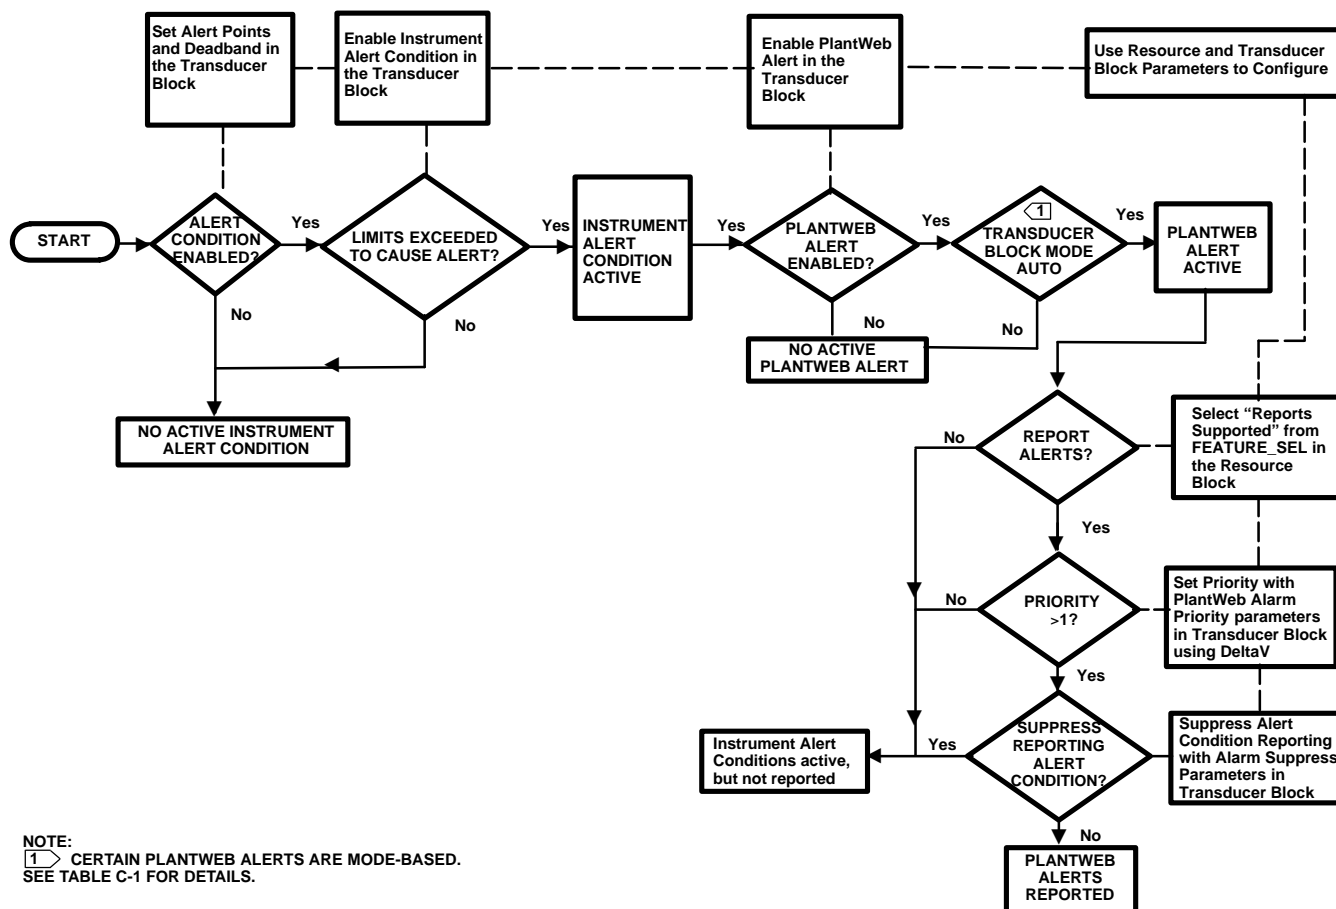 Set Alert Points
and Deadband in
the Transducer
Block
Enable Instrument
Alert Condition in
the Transducer
Block
Enable PlantWeb
Alert in the
Transducer
Block
Use Resource and Transducer
Block Parameters to Configure
START
ALERT
CONDITION
ENABLED?
Yes
No
LIMITS EXCEEDED
TO CAUSE ALERT?
Yes
No
INSTRUMENT
ALERT
CONDITION
ACTIVE
Yes
PLANTWEB
ALERT
ENABLED?
Yes
No
1
TRANSDUCER
BLOCK MODE
AUTO
Yes
No
PLANTWEB
ALERT
ACTIVE
NO ACTIVE
PLANTWEB ALERT
NO ACTIVE INSTRUMENT
ALERT CONDITION
REPORT
ALERTS?
No
Yes
Select “Reports
Supported” from
FEATURE_SEL in
the Resource
Block
PRIORITY
>1?
No
Yes
Set Priority with
PlantWeb Alarm
Priority parameters
in Transducer Block
using DeltaV
SUPPRESS
REPORTING
ALERT
CONDITION?
Yes
No
Suppress Alert
Condition Reporting
with Alarm Suppress
Parameters in
Transducer Block
Instrument Alert
Conditions active,
but not reported
PLANTWEB
ALERTS
REPORTED
NOTE:
1 CERTAIN PLANTWEB ALERTS ARE MODE-BASED.
SEE TABLE C-1 FOR DETAILS.